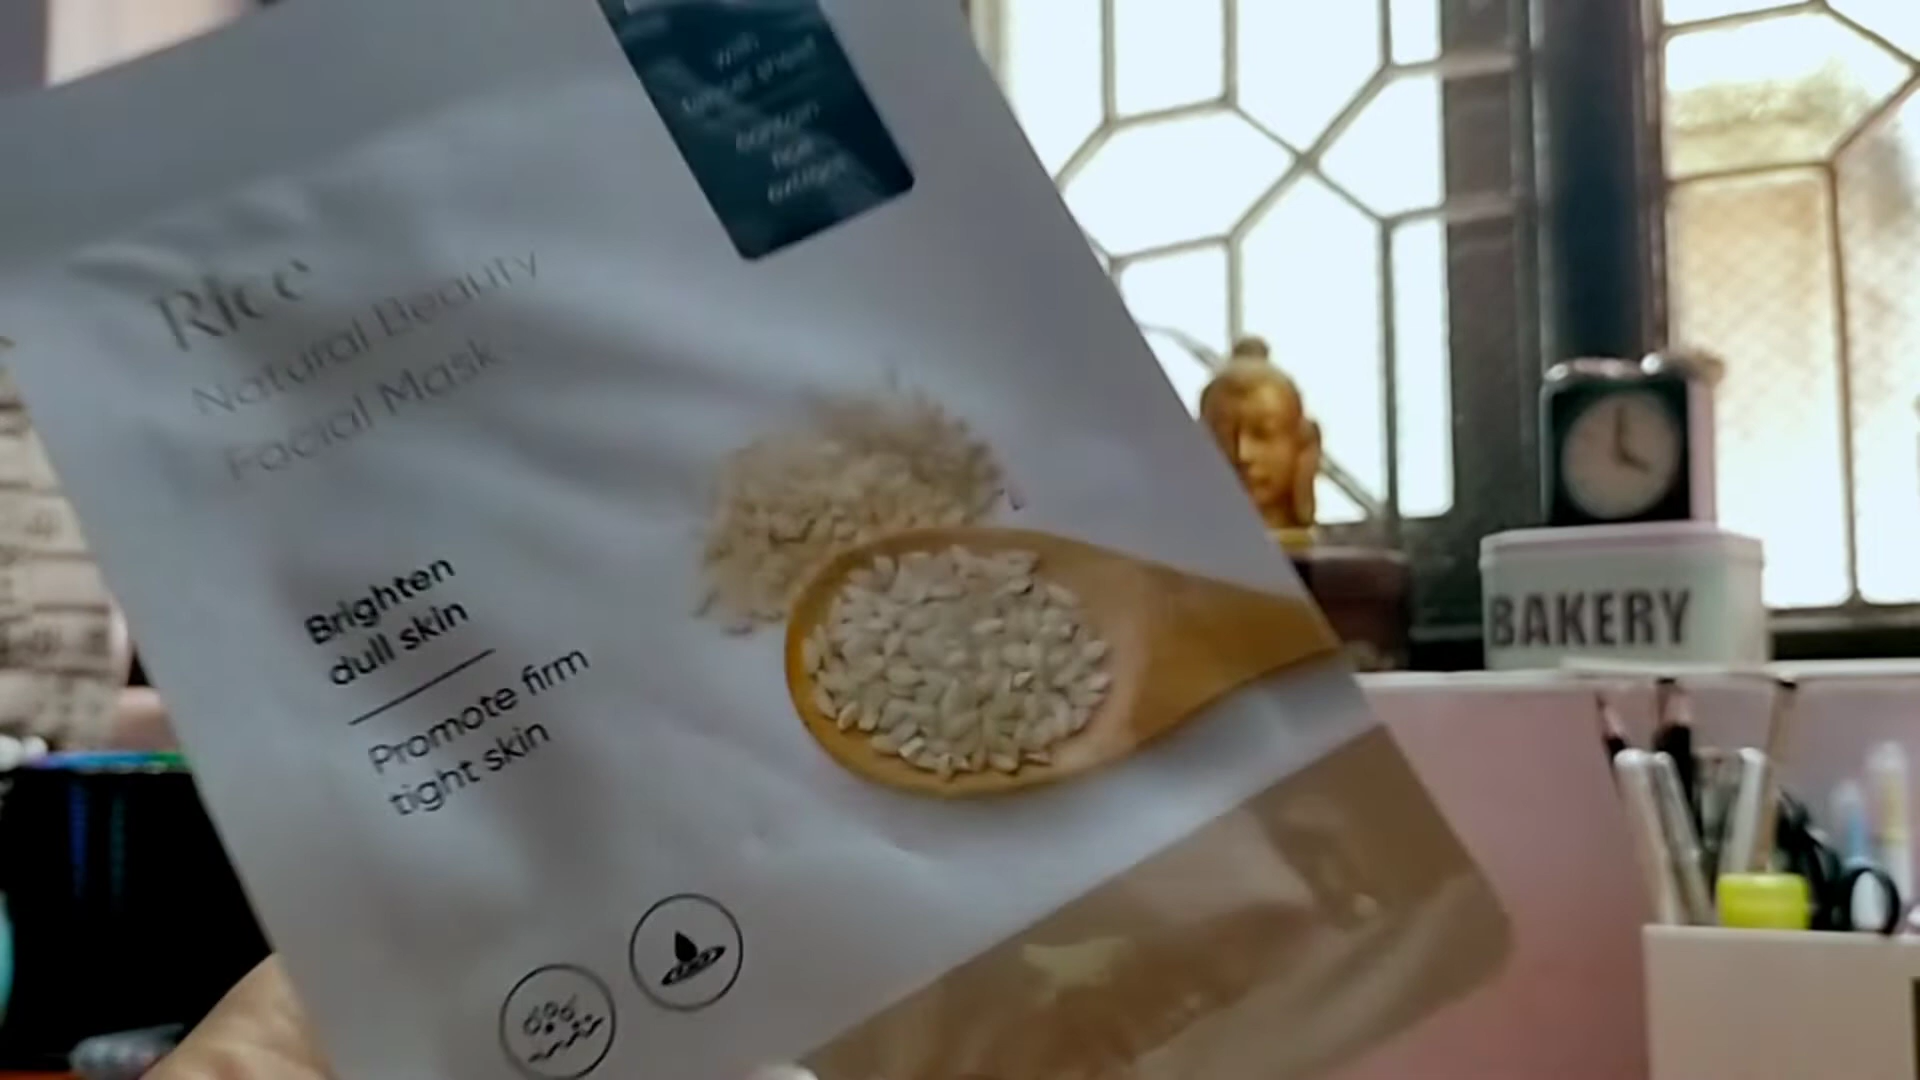 Rice
Natural Beauty
Facial Mask
Brighten
dull skin
Promote firm
tight skin
BAKERY